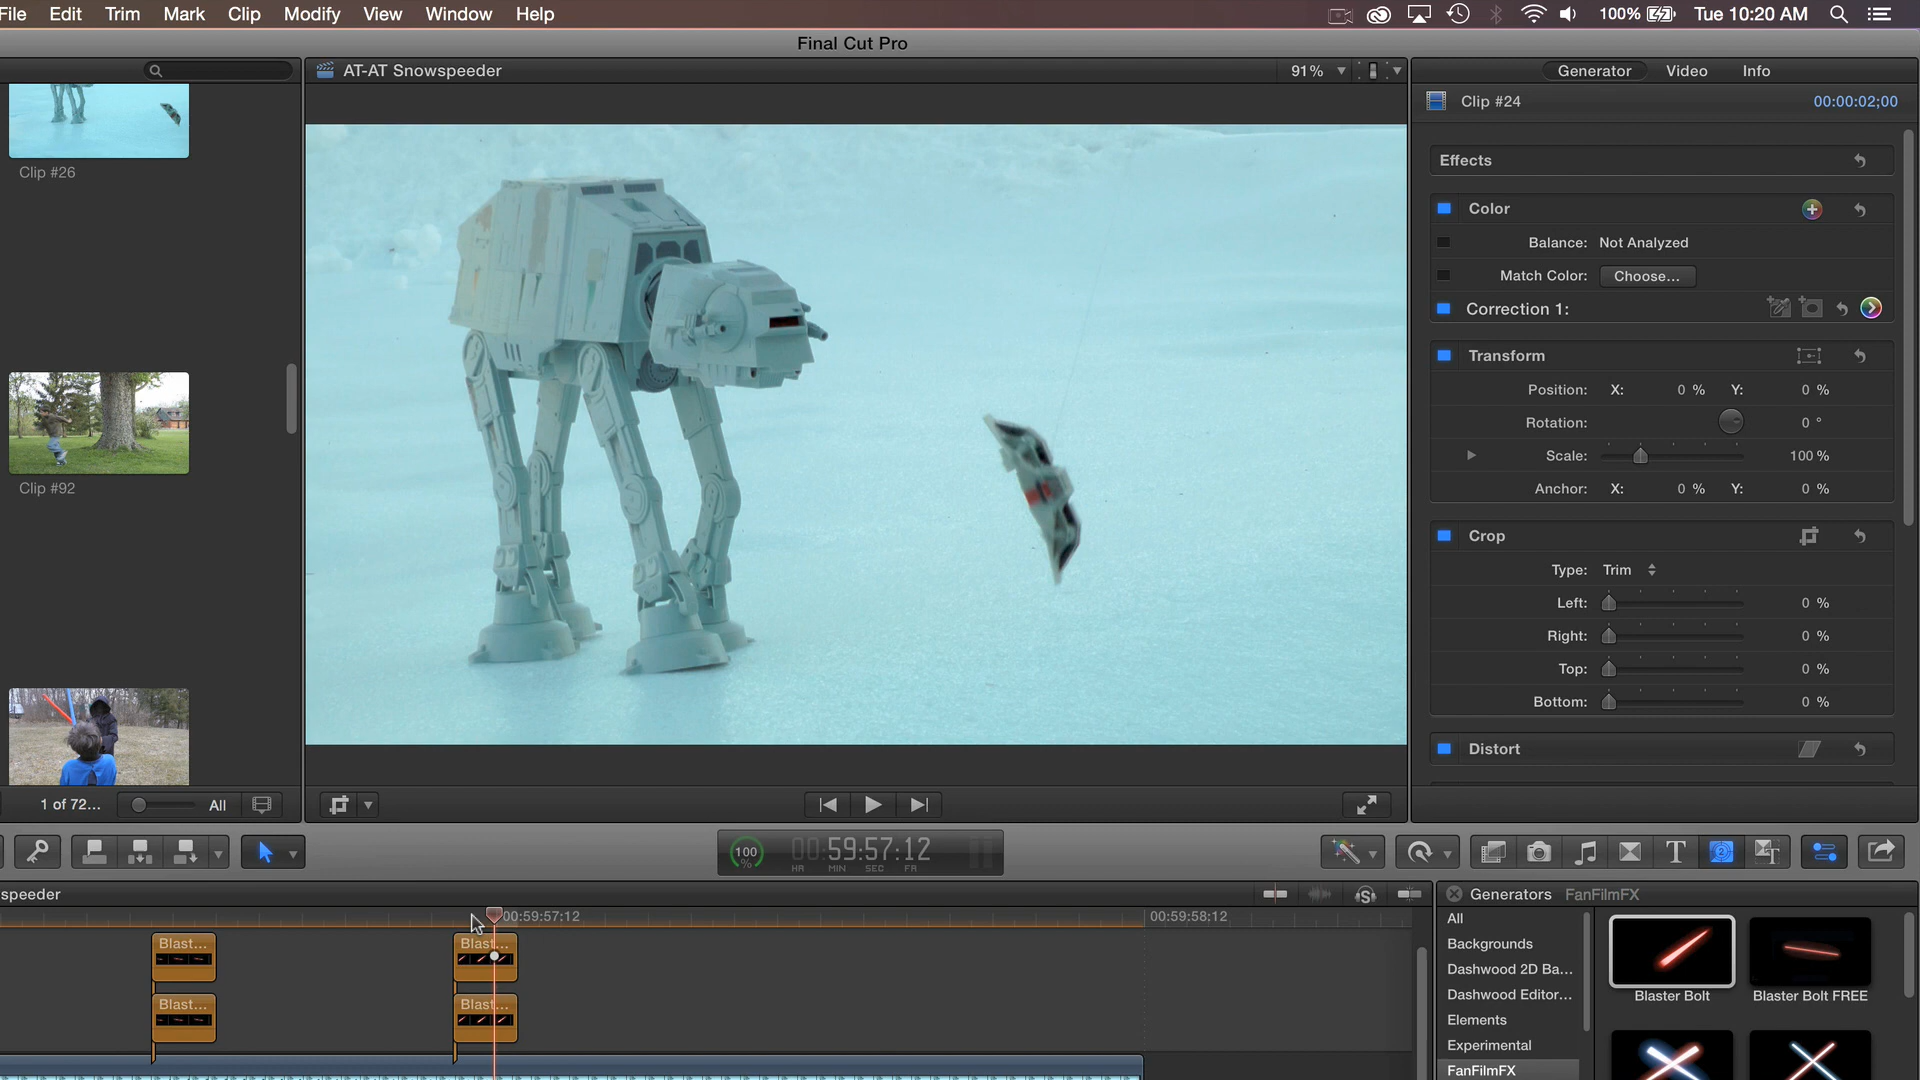 File Edit Trim Mark Clip Modify View Window Help
100% Tue 10:20 AM
Final Cut Pro
AT-AT Snowspeeder 91%
Generator Video Info
Clip #24 00:00:02;00
Clip #26
Effects
Color
Balance: Not Analyzed
Match Color: Choose...
Correction 1:
Transform
Position: X: 0 % Y: 0 %
Rotation: 0 °
Scale: 100 %
Anchor: X: 0 % Y: 0 %
Clip #92
Crop
Type: Trim
Left: 0 %
Right: 0 %
Top: 0 %
Bottom: 0 %
Distort
1 of 72... All
100 % 00:59:57:12
HR MIN SEC FR
T
2
T
speeder
S
00:59:57:12 00:59:58:12
Blast... Blast...
Blast... Blast...
Generators FanFilmFX
All
Backgrounds
Dashwood 2D Ba...
Dashwood Editor...
Elements
Experimental
FanFilmFX
Blaster Bolt Blaster Bolt FREE